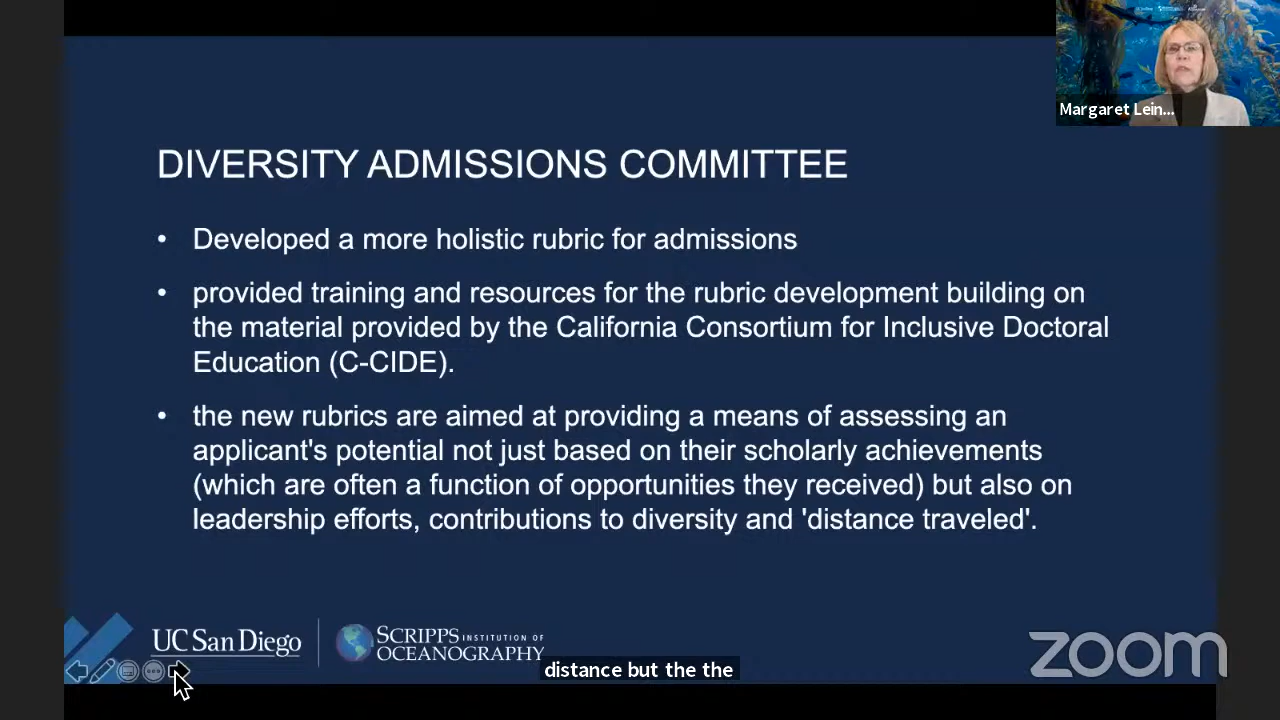 Margaret Lein...
DIVERSITY ADMISSIONS COMMITTEE
• Developed a more holistic rubric for admissions
• provided training and resources for the rubric development building on
the material provided by the California Consortium for Inclusive Doctoral
Education (C-CIDE).
• the new rubrics are aimed at providing a means of assessing an
applicant's potential not just based on their scholarly achievements
(which are often a function of opportunities they received) but also on
leadership efforts, contributions to diversity and 'distance traveled'.
UC San Diego
SCRIPPS INSTITUTION OF
OCEANOGRAPHY
zoom
distance but the the